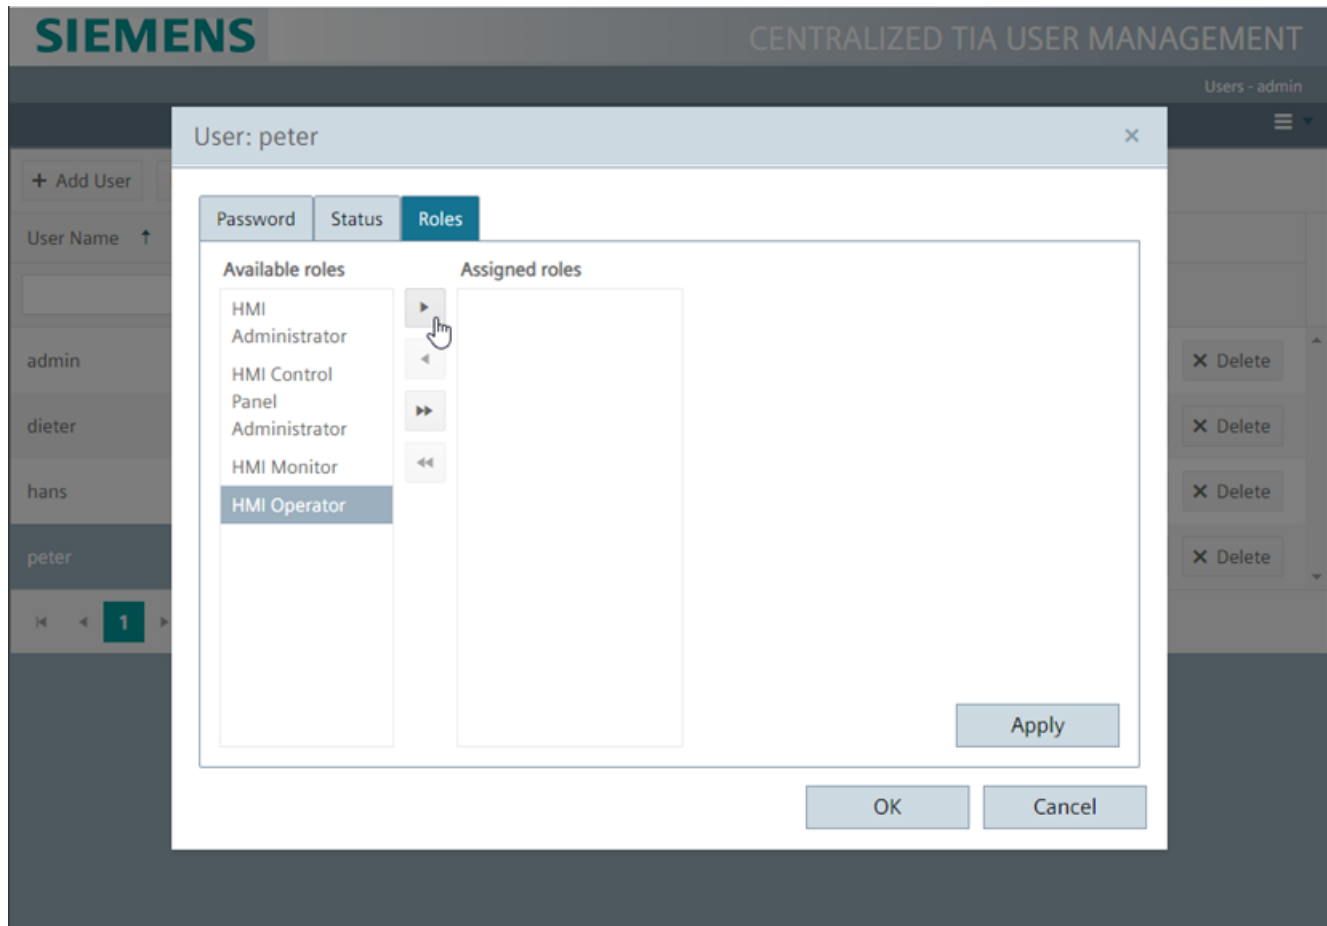 SIEMENS
CENTRALIZED TIA USER MANAGEMENT
Users - admin
User: peter
Add User
User Name
Password
Status
Roles
Available roles
Assigned roles
HMI
Administrator
HMI Control
Panel
Administrator
HMI Monitor
HMI Operator
admin
Delete
dieter
Delete
hans
Delete
peter
Delete
1
Apply
OK
Cancel